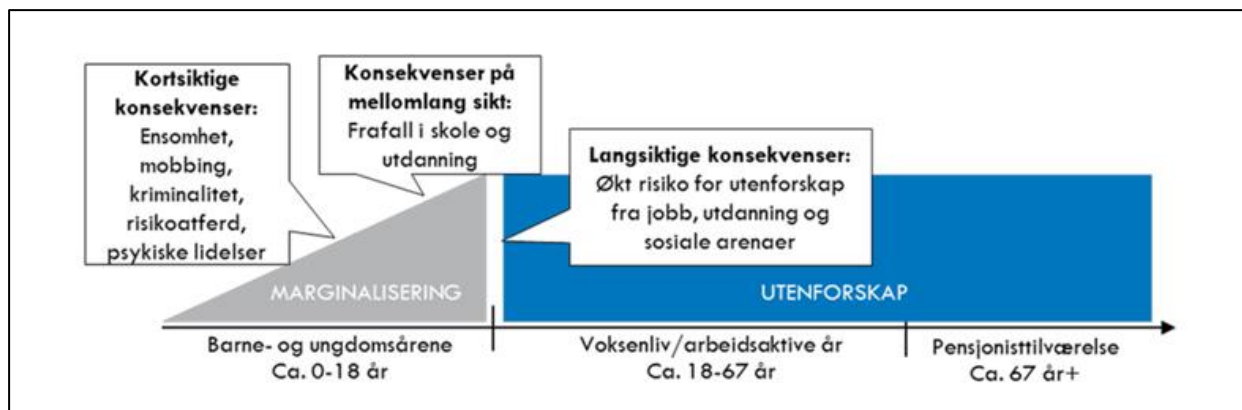 Kortsiktige
konsekvenser:
Ensomhet,
mobbing,
kriminalitet,
risikoatferd,
psykiske lidelser
Konsekvenser på
mellomlang sikt:
Frafall i skole og
utdanning
Langsiktige konsekvenser:
Økt risiko for utenforskap
fra jobb, utdanning og
sosiale arenaer
MARGINALISERING
UTENFORSKAP
Barne- og ungdomsårene
Ca. 0-18 år
Voksenliv/arbeidsaktive år
Ca. 18-67 år
Pensjonisttilværelse
Ca. 67 år+